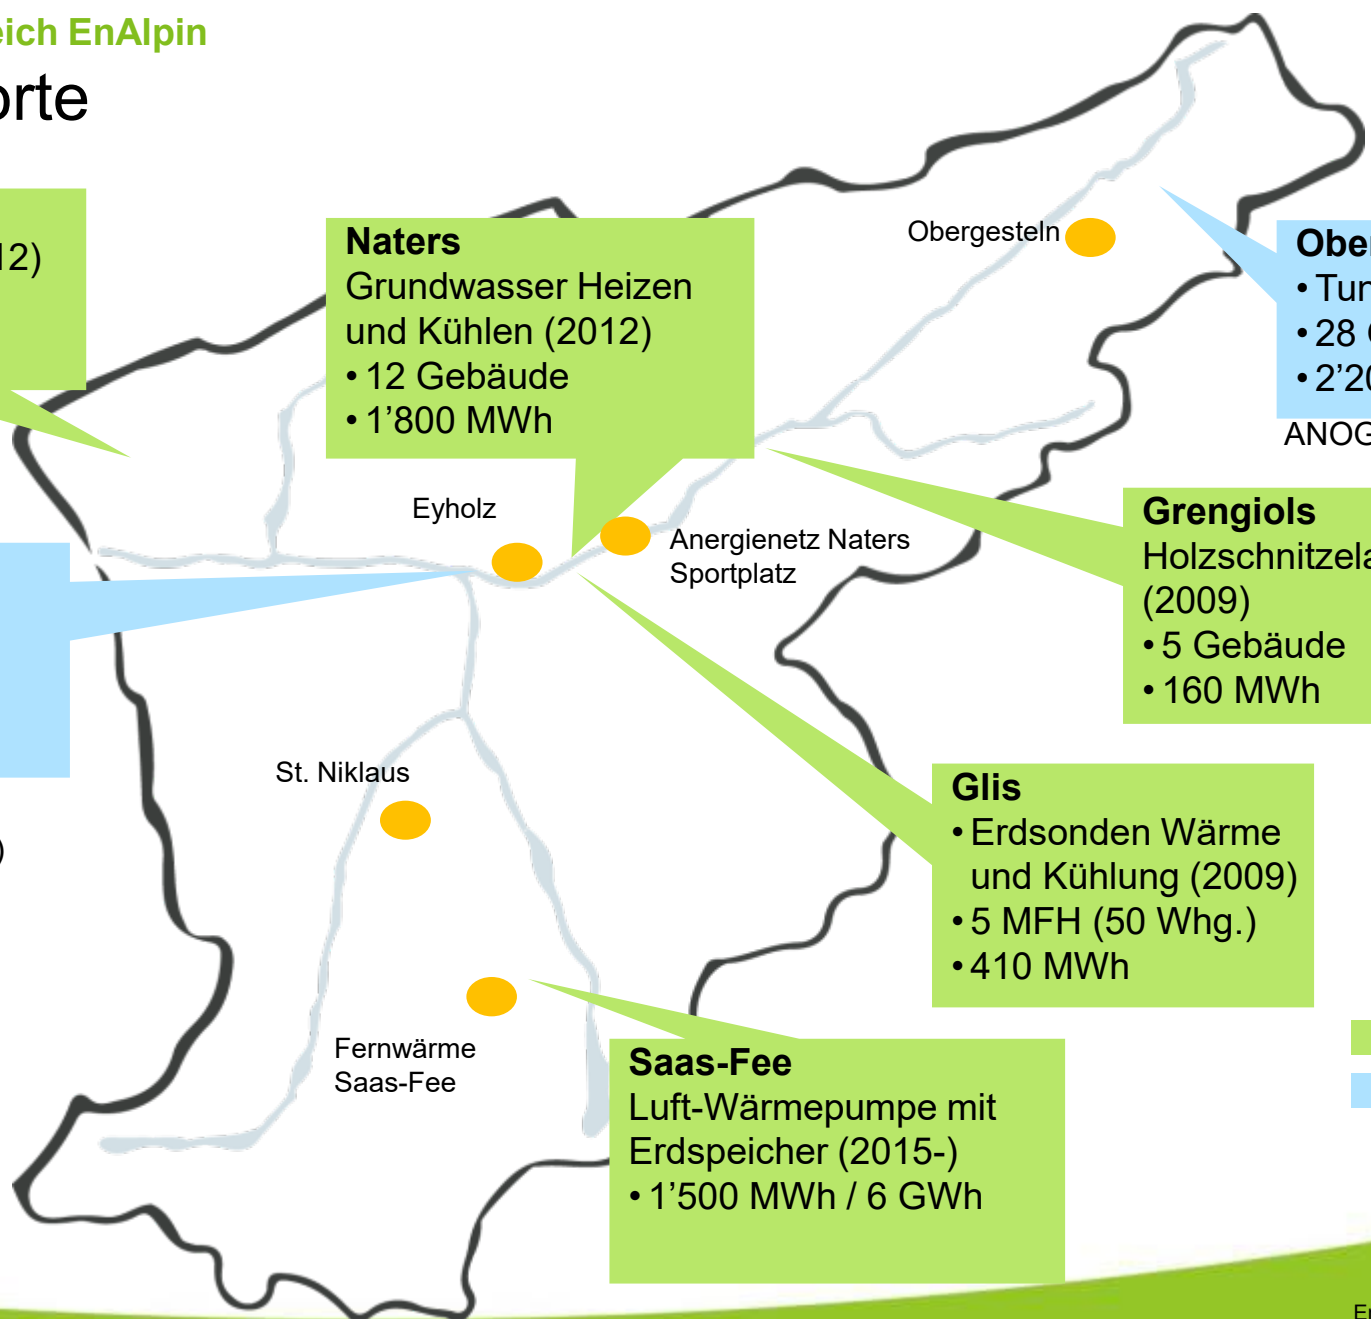 eich EnAlpin
orte
12)
Naters
Grundwasser Heizen
und Kühlen (2012)
• 12 Gebäude
• 1’800 MWh
Obergesteln
• 28
ANOG
Eyholz
Anergienetz Naters
Sportplatz
Grengiols
(2009)
• 5 Gebäude
• 160 MWh
St. Niklaus
)
Glis
• Erdsonden Wärme
und Kühlung (2009)
• 5 MFH (50 Whg.)
• 410 MWh
Fernwärme
Saas-Fee
Saas-Fee
Luft-Wärmepumpe mit
Erdspeicher (2015-)
• 1’500 MWh / 6 GWh